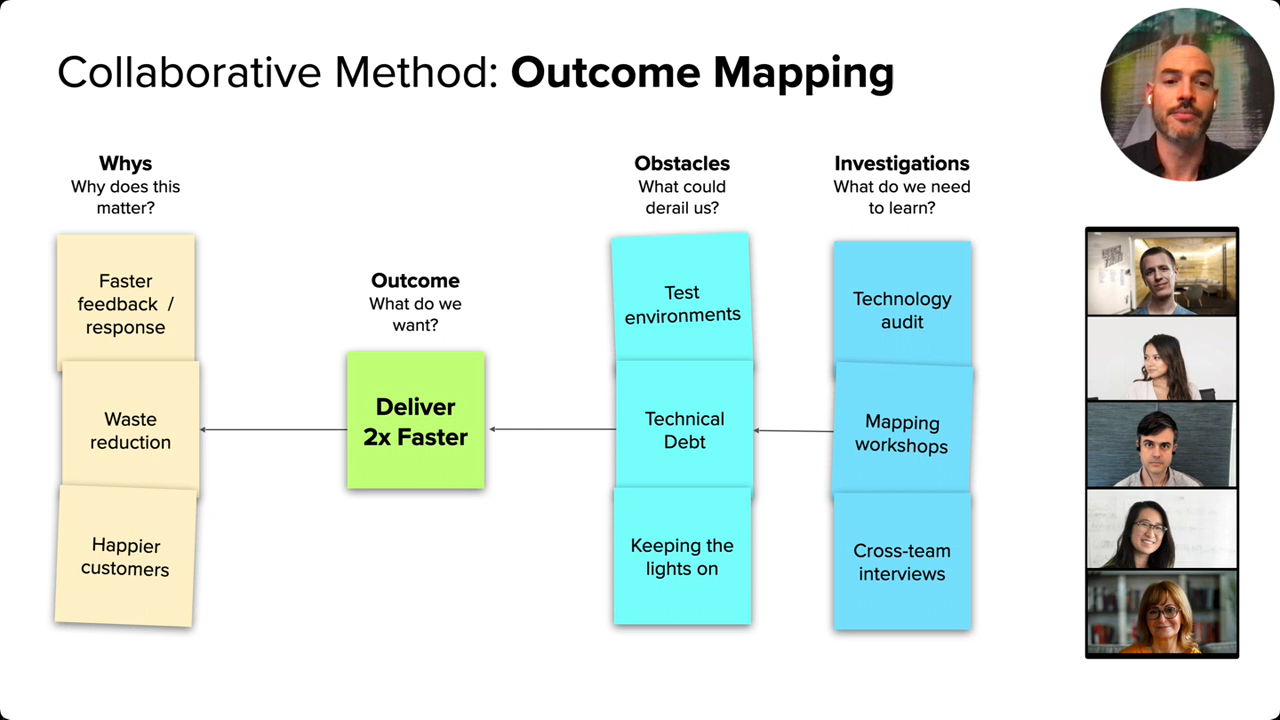 Collaborative Method: Outcome Mapping
Whys
Why does this
matter?
Faster
feedback /
response
Waste
reduction
Happier
customers
Outcome
What do we
want?
Deliver
2x Faster
Obstacles
What could
derail us?
Test
environments
Technical
Debt
Keeping the
lights on
Investigations
What do we need
to learn?
Technology
audit
Mapping
workshops
Cross-team
interviews